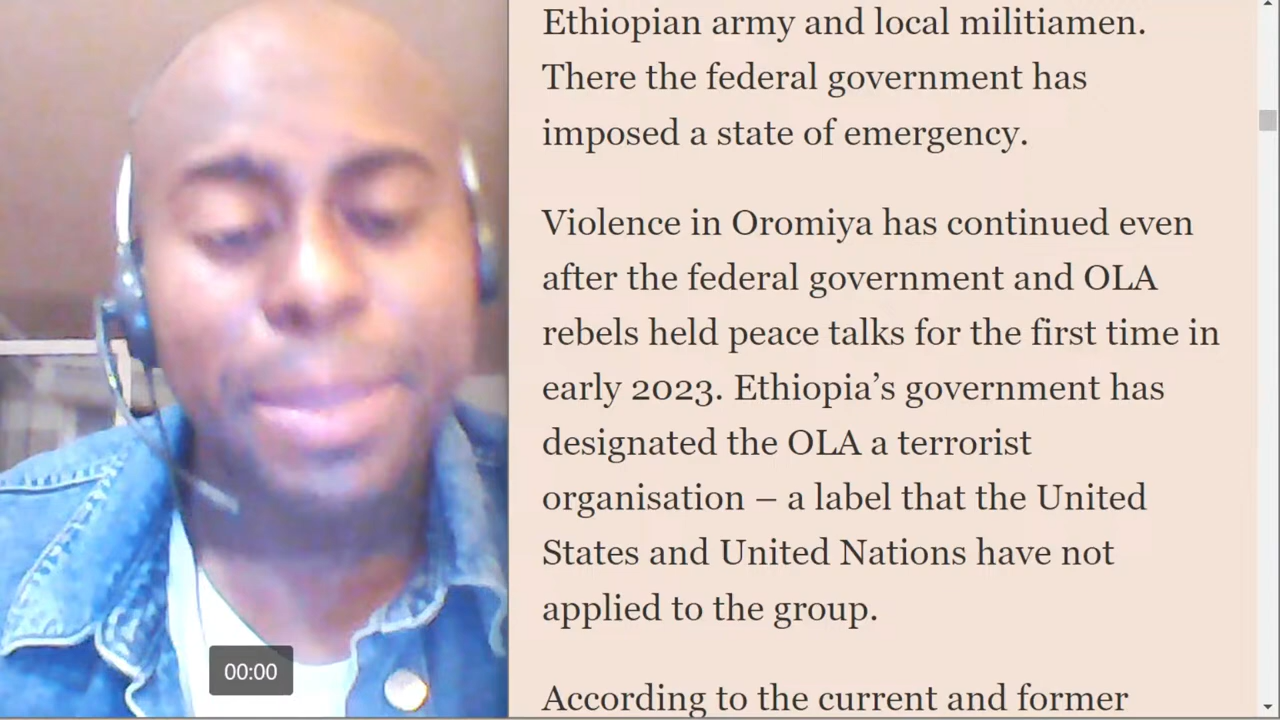 Ethiopian army and local militiamen.
There the federal government has
imposed a state of emergency.
Violence in Oromiya has continued even
after the federal government and OLA
rebels held peace talks for the first time in
early 2023. Ethiopia’s government has
designated the OLA a terrorist
organisation – a label that the United
States and United Nations have not
applied to the group.
According to the current and former
00:00